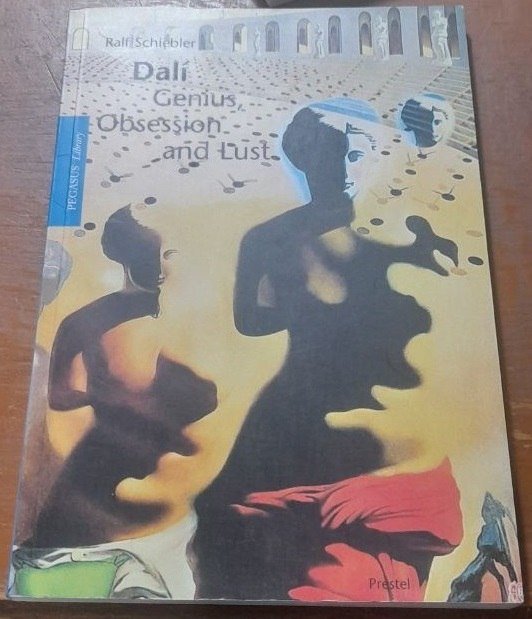 Ralf Schiebler
Dalí
Genius,
Obsession
and Lust
PEGASUS Library
Prestel